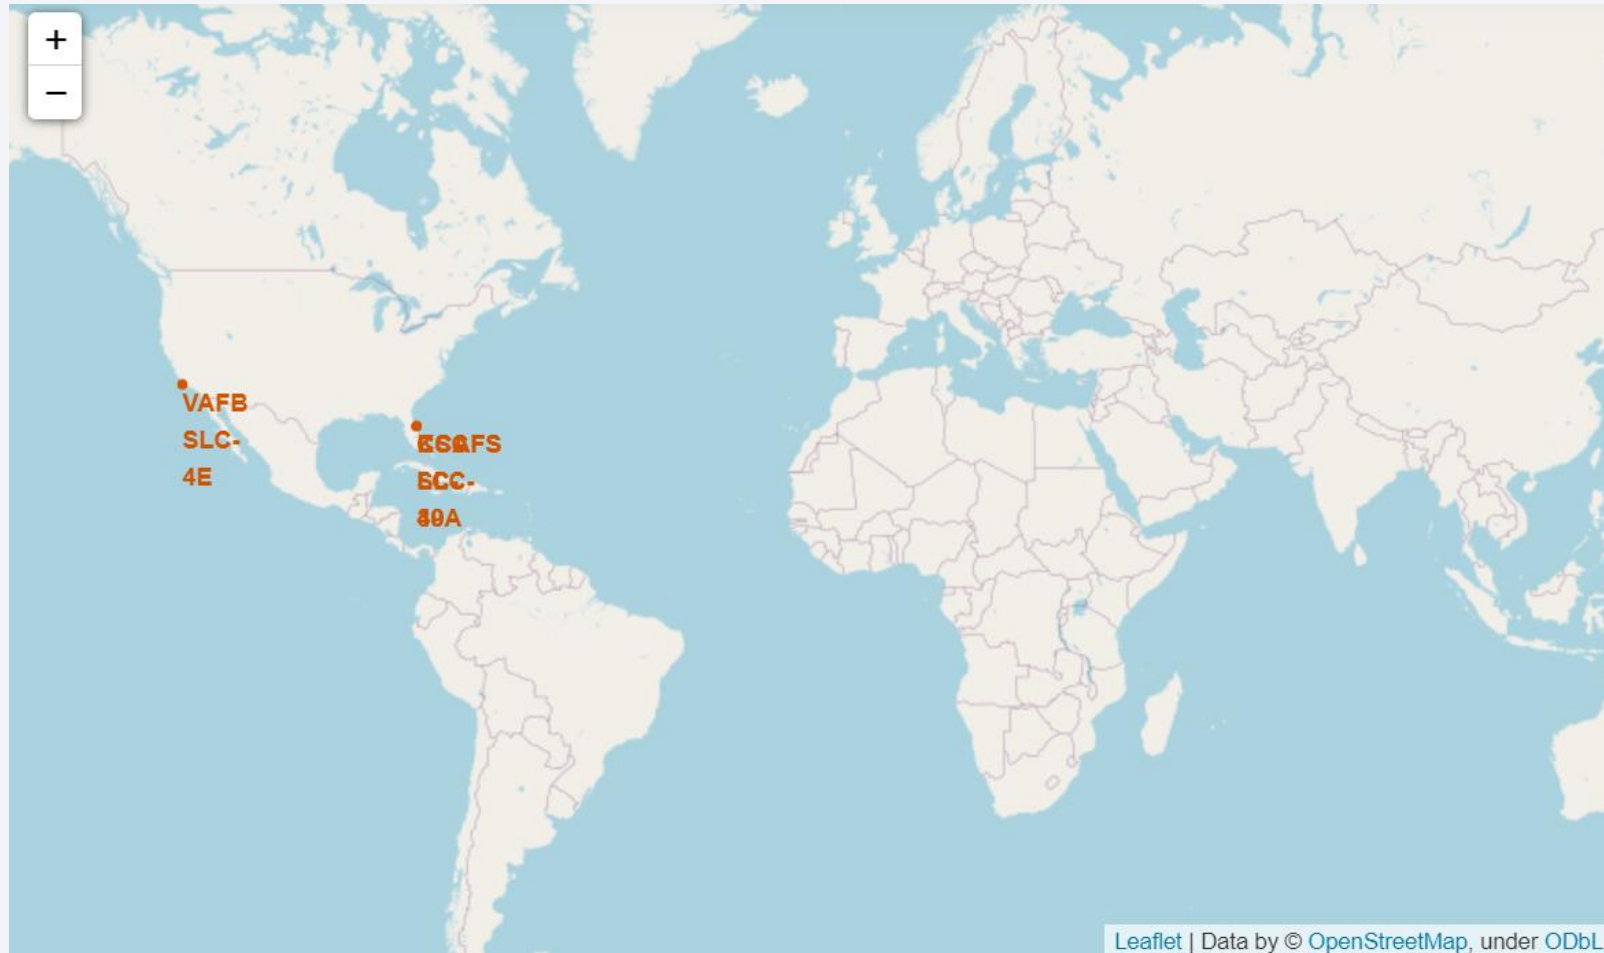 +
−
VAFB
SLC-
4E
Leaflet | Data by © OpenStreetMap, under ODbL